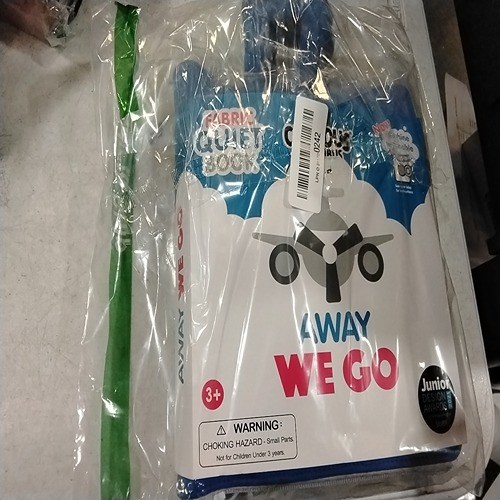 FABRIC
QUIET
BOOK
AWAY WE GO
AWAY
WE GO
3+
WARNING:
CHOKING HAZARD - Small Parts.
Not for Children Under 3 years.
Junior
DESIGN